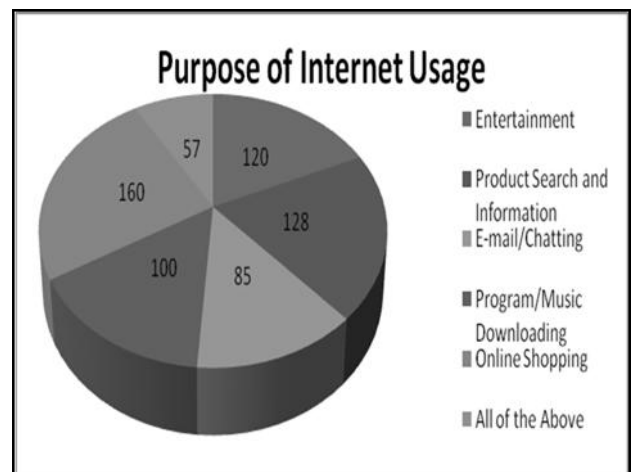 Purpose of Internet Usage
57
120
160
128
100
85
Entertainment
Product Search and
Information
E-mail/Chatting
Program/Music
Downloading
Online Shopping
All of the Above